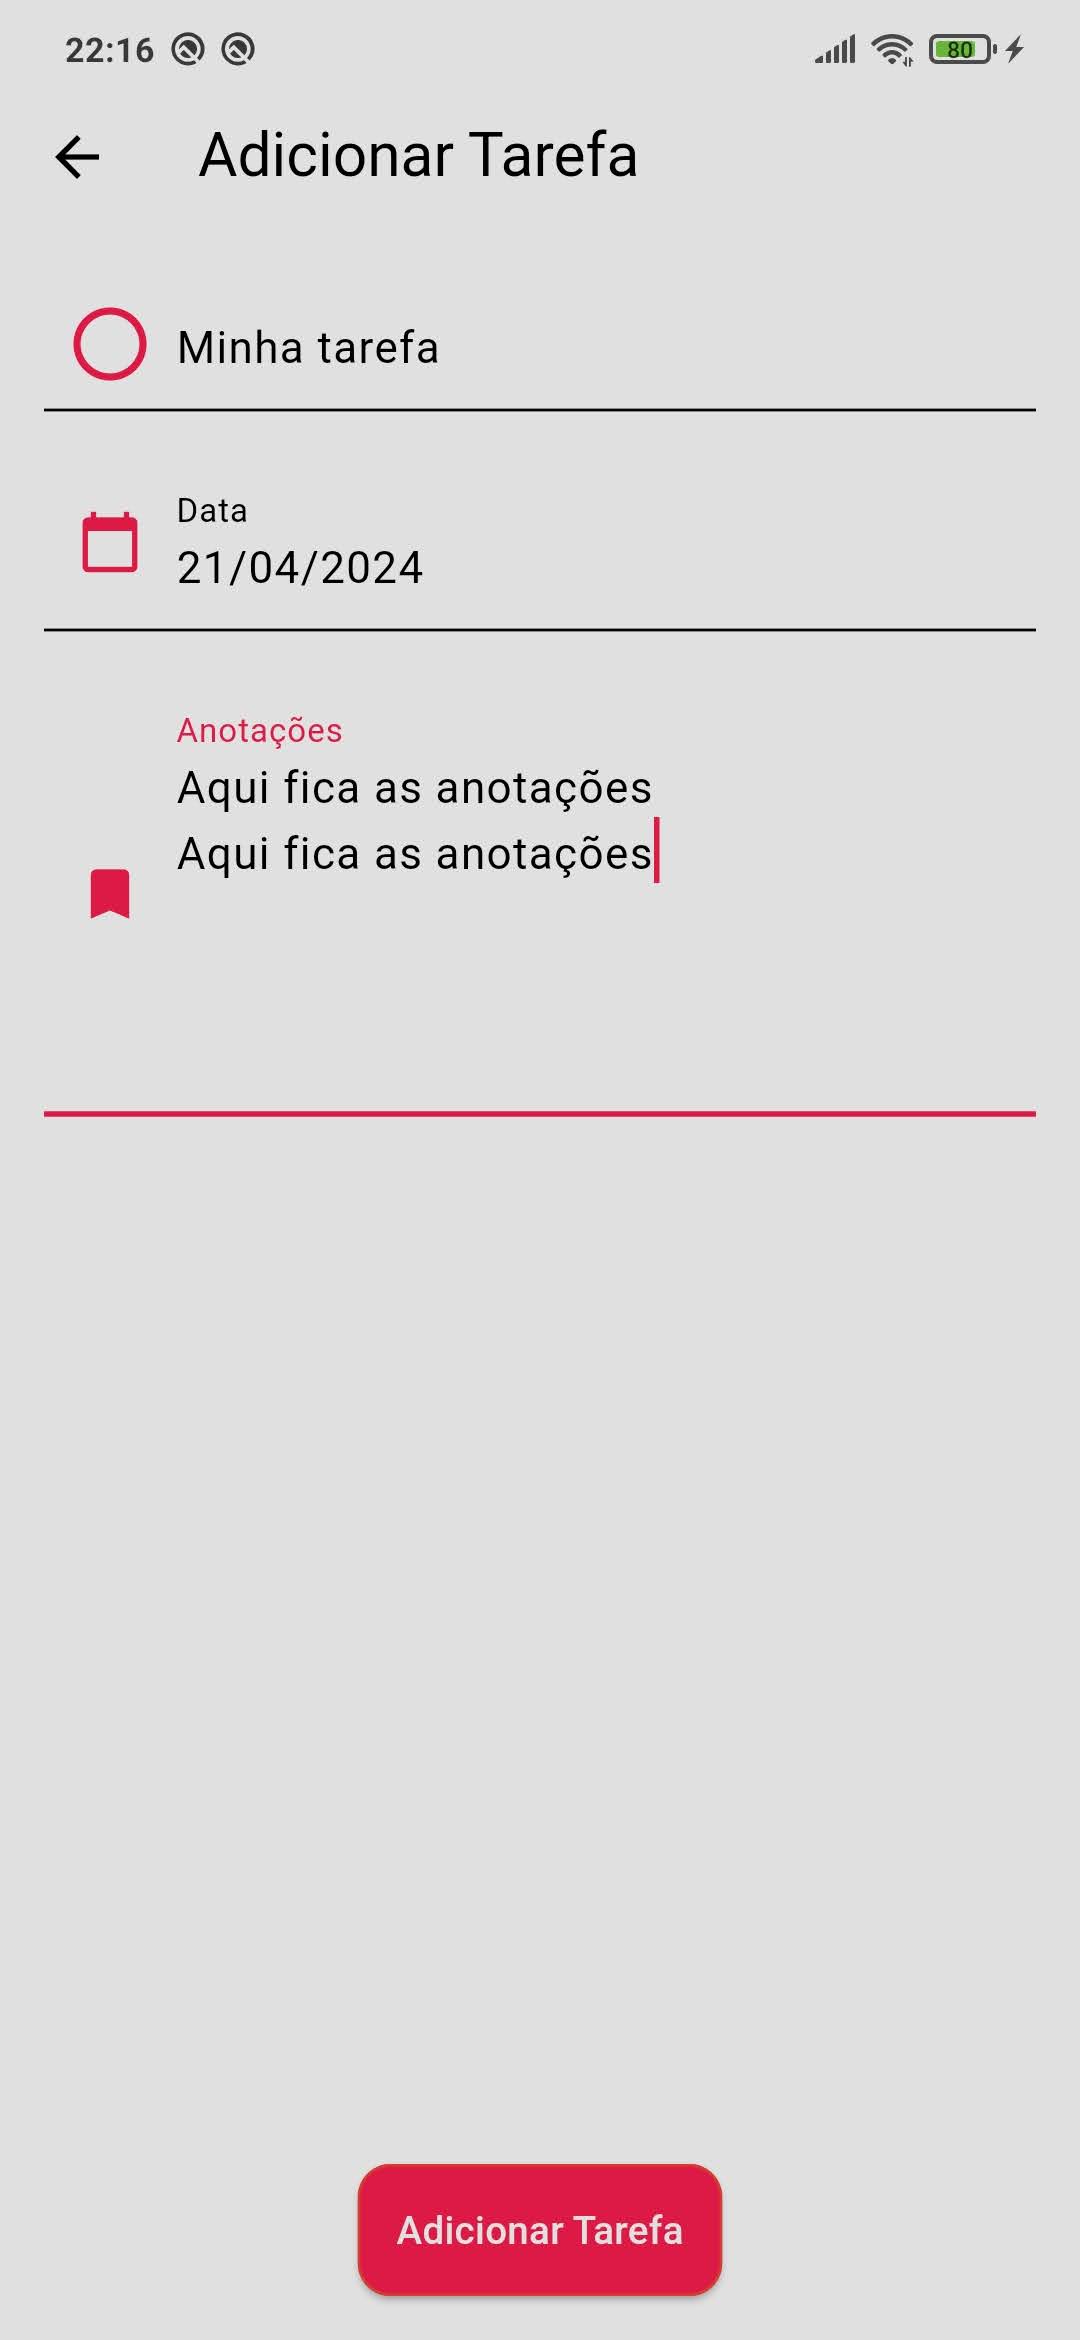 22:16
80
Adicionar Tarefa
Minha tarefa
Data
21/04/2024
Anotações
Aqui fica as anotações
Aqui fica as anotações
Adicionar Tarefa